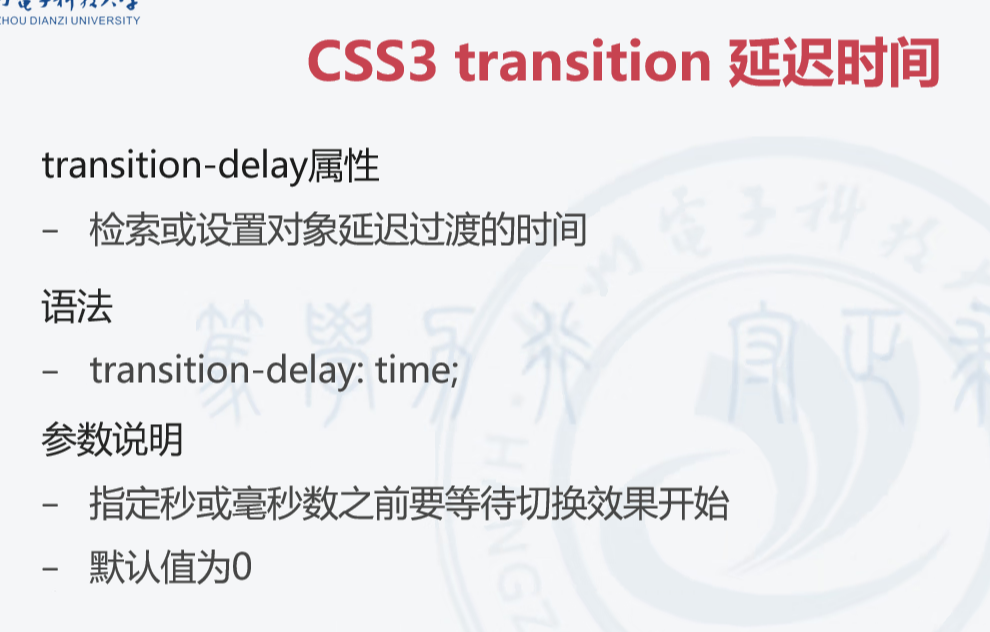 HOU DIANZI UNIVERSITY
CSS3 transition 延迟时间
transition-delay属性
– 检索或设置对象延迟过渡的时间
语法
– transition-delay: time;
参数说明
– 指定秒或毫秒数之前要等待切换效果开始
– 默认值为0